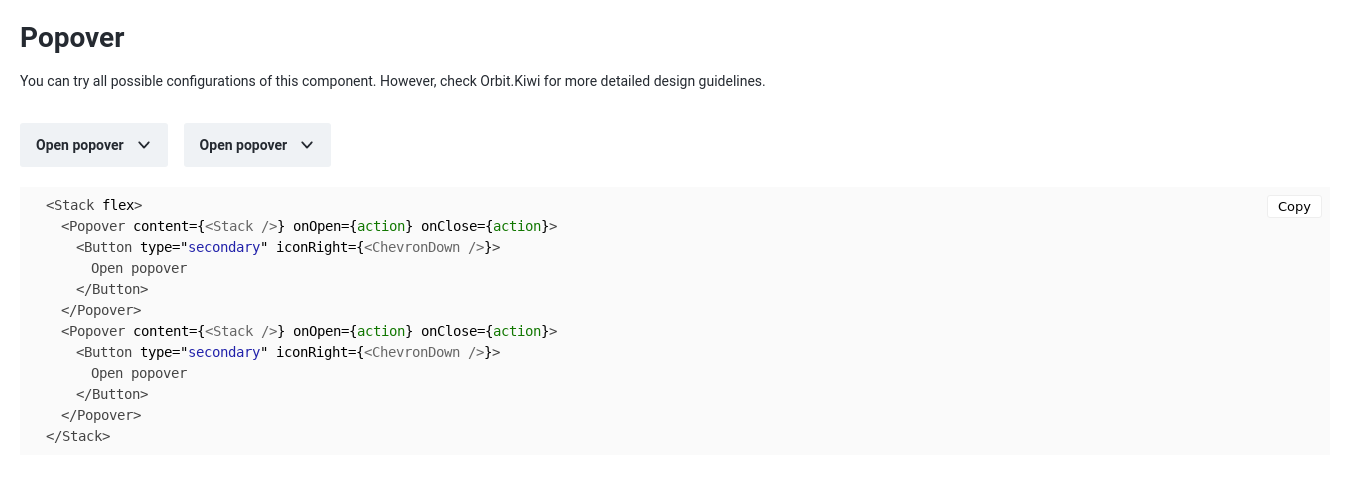 Popover
You can try all possible configurations of this component. However, check Orbit.Kiwi for more detailed design guidelines.
Open popover Open popover
Copy
<Stack flex>
<Popover content={<Stack />} onOpen={action} onClose={action}>
<Button type="secondary" iconRight={<ChevronDown />}>
Open popover
</Button>
</Popover>
<Popover content={<Stack />} onOpen={action} onClose={action}>
<Button type="secondary" iconRight={<ChevronDown />}>
Open popover
</Button>
</Popover>
</Stack>